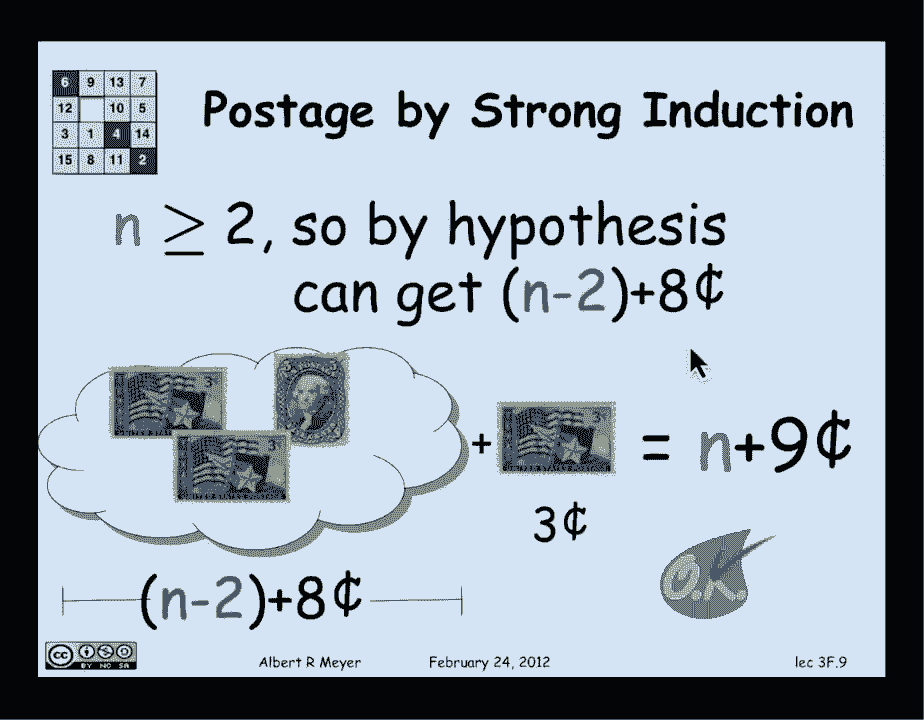 6 9 13 7
12 10 5
3 1 4 14
15 8 11 2
Postage by Strong Induction
n ≥ 2, so by hypothesis
can get (n-2)+8¢
3
3
+ 3 = n+9¢
3¢
O.K.
(n-2)+8¢
cc BY NC SA
Albert R Meyer February 24, 2012 lec 3F.9